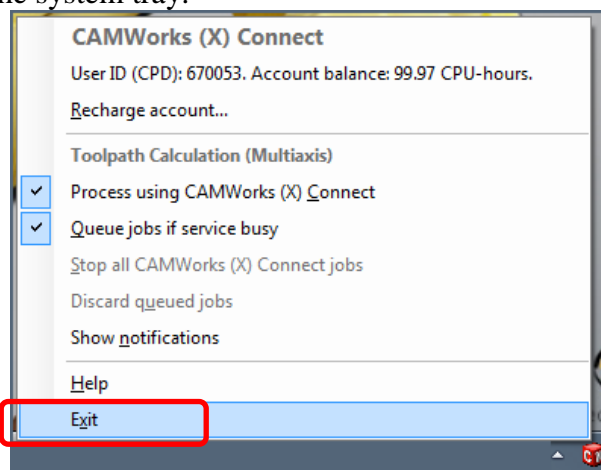 the system tray.
CAMWorks (X) Connect
User ID (CPD): 670053. Account balance: 99.97 CPU-hours.
Recharge account...
Toolpath Calculation (Multiaxis)
Process using CAMWorks (X) Connect
Queue jobs if service busy
Stop all CAMWorks (X) Connect jobs
Discard queued jobs
Show notifications
Help
Exit